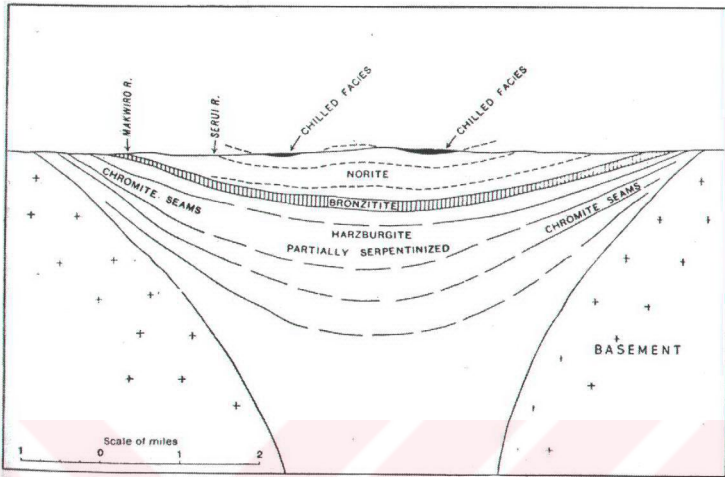 MAKWIRO R.
SERUI R.
CHILLED FACIES
CHILLED FACIES
NORITE
BRONZITITE
CHROMITE SEAMS
CHROMITE SEAMS
HARZBURGITE
PARTIALLY SERPENTINIZED
BASEMENT
Scale of miles
1 0 1 2